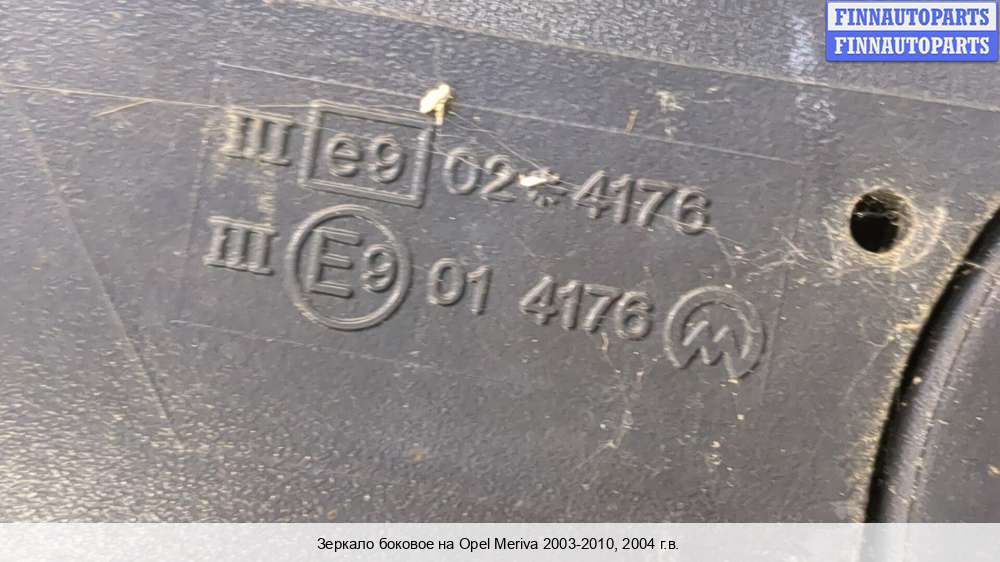 FINNAUTOPARTS
FINNAUTOPARTS
III e9 02*4176
III E9 01 4176 M
Зеркало боковое на Opel Meriva 2003-2010, 2004 г.в.